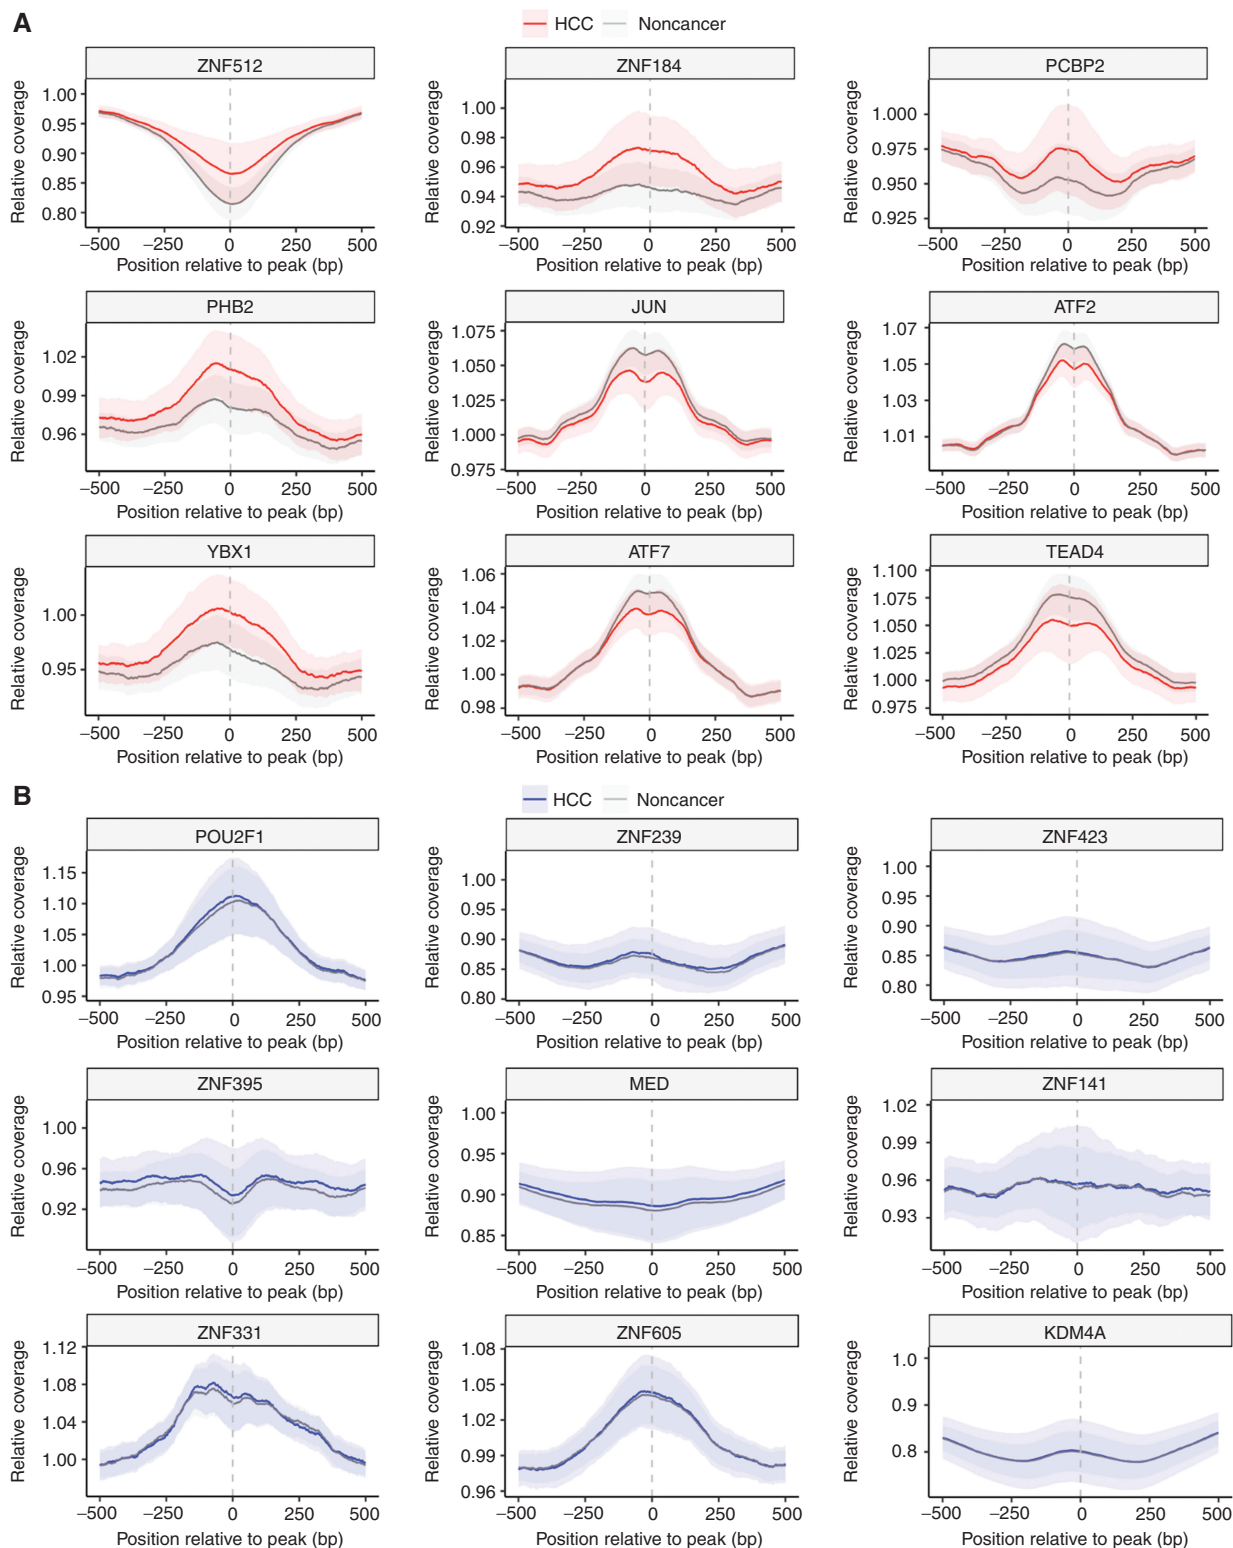 A
HCC Noncancer
ZNF512
Relative coverage
1.00
0.95
0.90
0.85
0.80
−500 −250 0 250 500
Position relative to peak (bp)
ZNF184
Relative coverage
1.00
0.98
0.96
0.94
0.92
−500 −250 0 250 500
Position relative to peak (bp)
PCBP2
Relative coverage
1.000
0.975
0.950
0.925
−500 −250 0 250 500
Position relative to peak (bp)
PHB2
Relative coverage
1.02
0.99
0.96
−500 −250 0 250 500
Position relative to peak (bp)
JUN
Relative coverage
1.075
1.050
1.025
1.000
0.975
−500 −250 0 250 500
Position relative to peak (bp)
ATF2
Relative coverage
1.07
1.05
1.03
1.01
−500 −250 0 250 500
Position relative to peak (bp)
YBX1
Relative coverage
1.00
0.95
−500 −250 0 250 500
Position relative to peak (bp)
ATF7
Relative coverage
1.06
1.04
1.02
1.00
0.98
−500 −250 0 250 500
Position relative to peak (bp)
TEAD4
Relative coverage
1.100
1.075
1.050
1.025
1.000
0.975
−500 −250 0 250 500
Position relative to peak (bp)
B
HCC Noncancer
POU2F1
Relative coverage
1.15
1.10
1.05
1.00
0.95
−500 −250 0 250 500
Position relative to peak (bp)
ZNF239
Relative coverage
1.00
0.95
0.90
0.85
0.80
−500 −250 0 250 500
Position relative to peak (bp)
ZNF423
Relative coverage
1.00
0.95
0.90
0.85
0.80
−500 −250 0 250 500
Position relative to peak (bp)
ZNF395
Relative coverage
1.00
0.96
0.92
−500 −250 0 250 500
Position relative to peak (bp)
MED
Relative coverage
1.00
0.95
0.90
0.85
−500 −250 0 250 500
Position relative to peak (bp)
ZNF141
Relative coverage
1.02
0.99
0.96
0.93
−500 −250 0 250 500
Position relative to peak (bp)
ZNF331
Relative coverage
1.12
1.08
1.04
1.00
−500 −250 0 250 500
Position relative to peak (bp)
ZNF605
Relative coverage
1.08
1.05
1.02
0.99
0.96
−500 −250 0 250 500
Position relative to peak (bp)
KDM4A
Relative coverage
1.0
0.9
0.8
−500 −250 0 250 500
Position relative to peak (bp)